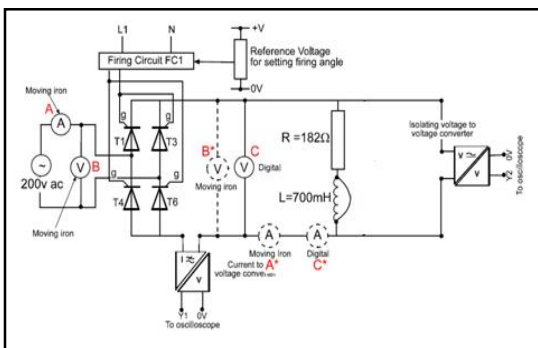 L1
N
+V
Firing Circuit FC1
Reference Voltage
for setting firing angle
0V
Moving iron
A
A
g
g
T1
T3
B*
C
R =182Ω
Isolating voltage to
voltage converter
V
B
V
V
Digital
Moving iron
200v ac
g
g
T4
T6
L=700mH
V
V
0V
Y2
To oscilloscope
Moving iron
A
A
Moving Iron
Digital
I
V
Current to
voltage
A*
C*
Y1
0V
To oscilloscope